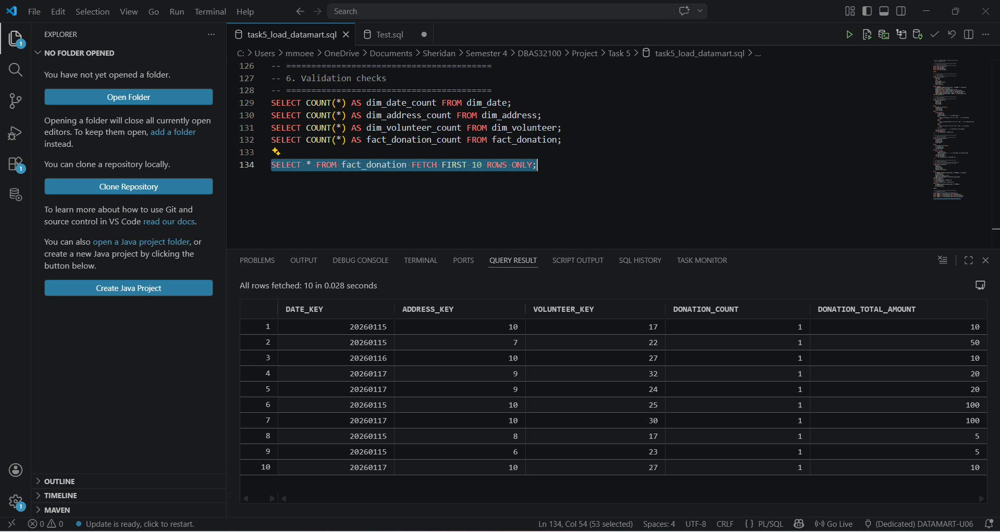 File Edit Selection View Go Run Terminal Help
Search
EXPLORER
NO FOLDER OPENED
You have not yet opened a folder.
Open Folder
Opening a folder will close all currently open
editors. To keep them open, add a folder
instead.
You can clone a repository locally.
Clone Repository
To learn more about how to use Git and
source control in VS Code read our docs.
You can also open a Java project folder, or
create a new Java project by clicking the
button below.
Create Java Project
OUTLINE
TIMELINE
MAVEN
1
1
1
task5_load_datamart.sql
Test.sql
C: > Users > mmoee > OneDrive > Documents > Sheridan > Semester 4 > DBAS32100 > Project > Task 5 > task5_load_datamart.sql > ...
126 -- =========================================
127 -- 6. Validation checks
128 -- =========================================
129 SELECT COUNT(*) AS dim_date_count FROM dim_date;
130 SELECT COUNT(*) AS dim_address_count FROM dim_address;
131 SELECT COUNT(*) AS dim_volunteer_count FROM dim_volunteer;
132 SELECT COUNT(*) AS fact_donation_count FROM fact_donation;
133
134 SELECT * FROM fact_donation FETCH FIRST 10 ROWS ONLY;
PROBLEMS OUTPUT DEBUG CONSOLE TERMINAL PORTS QUERY RESULT SCRIPT OUTPUT SQL HISTORY TASK MONITOR
All rows fetched: 10 in 0.028 seconds
DATE_KEY ADDRESS_KEY VOLUNTEER_KEY DONATION_COUNT DONATION_TOTAL_AMOUNT
1 20260115 10 17 1 10
2 20260115 7 22 1 50
3 20260116 10 27 1 10
4 20260117 9 32 1 20
5 20260117 9 24 1 20
6 20260115 10 25 1 100
7 20260117 10 30 1 100
8 20260115 8 17 1 5
9 20260115 6 23 1 5
10 20260117 10 27 1 10
0 0 Update is ready, click to restart.
Ln 134, Col 54 (53 selected) Spaces: 4 UTF-8 CRLF { } PL/SQL Go Live (Dedicated) DATAMART-U06